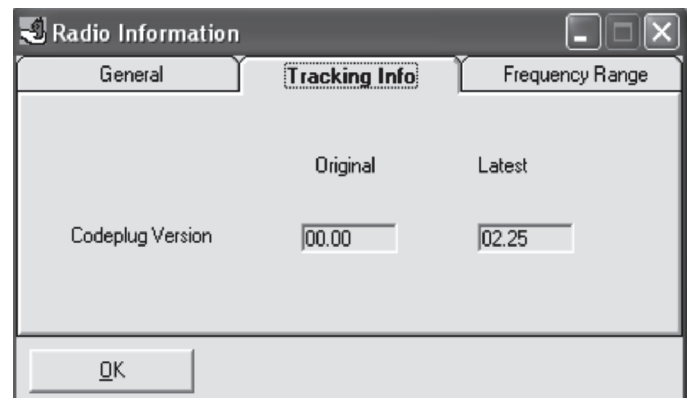 Radio Information
General Tracking Info Frequency Range
Original Latest
Codeplug Version 00.00 02.25
OK